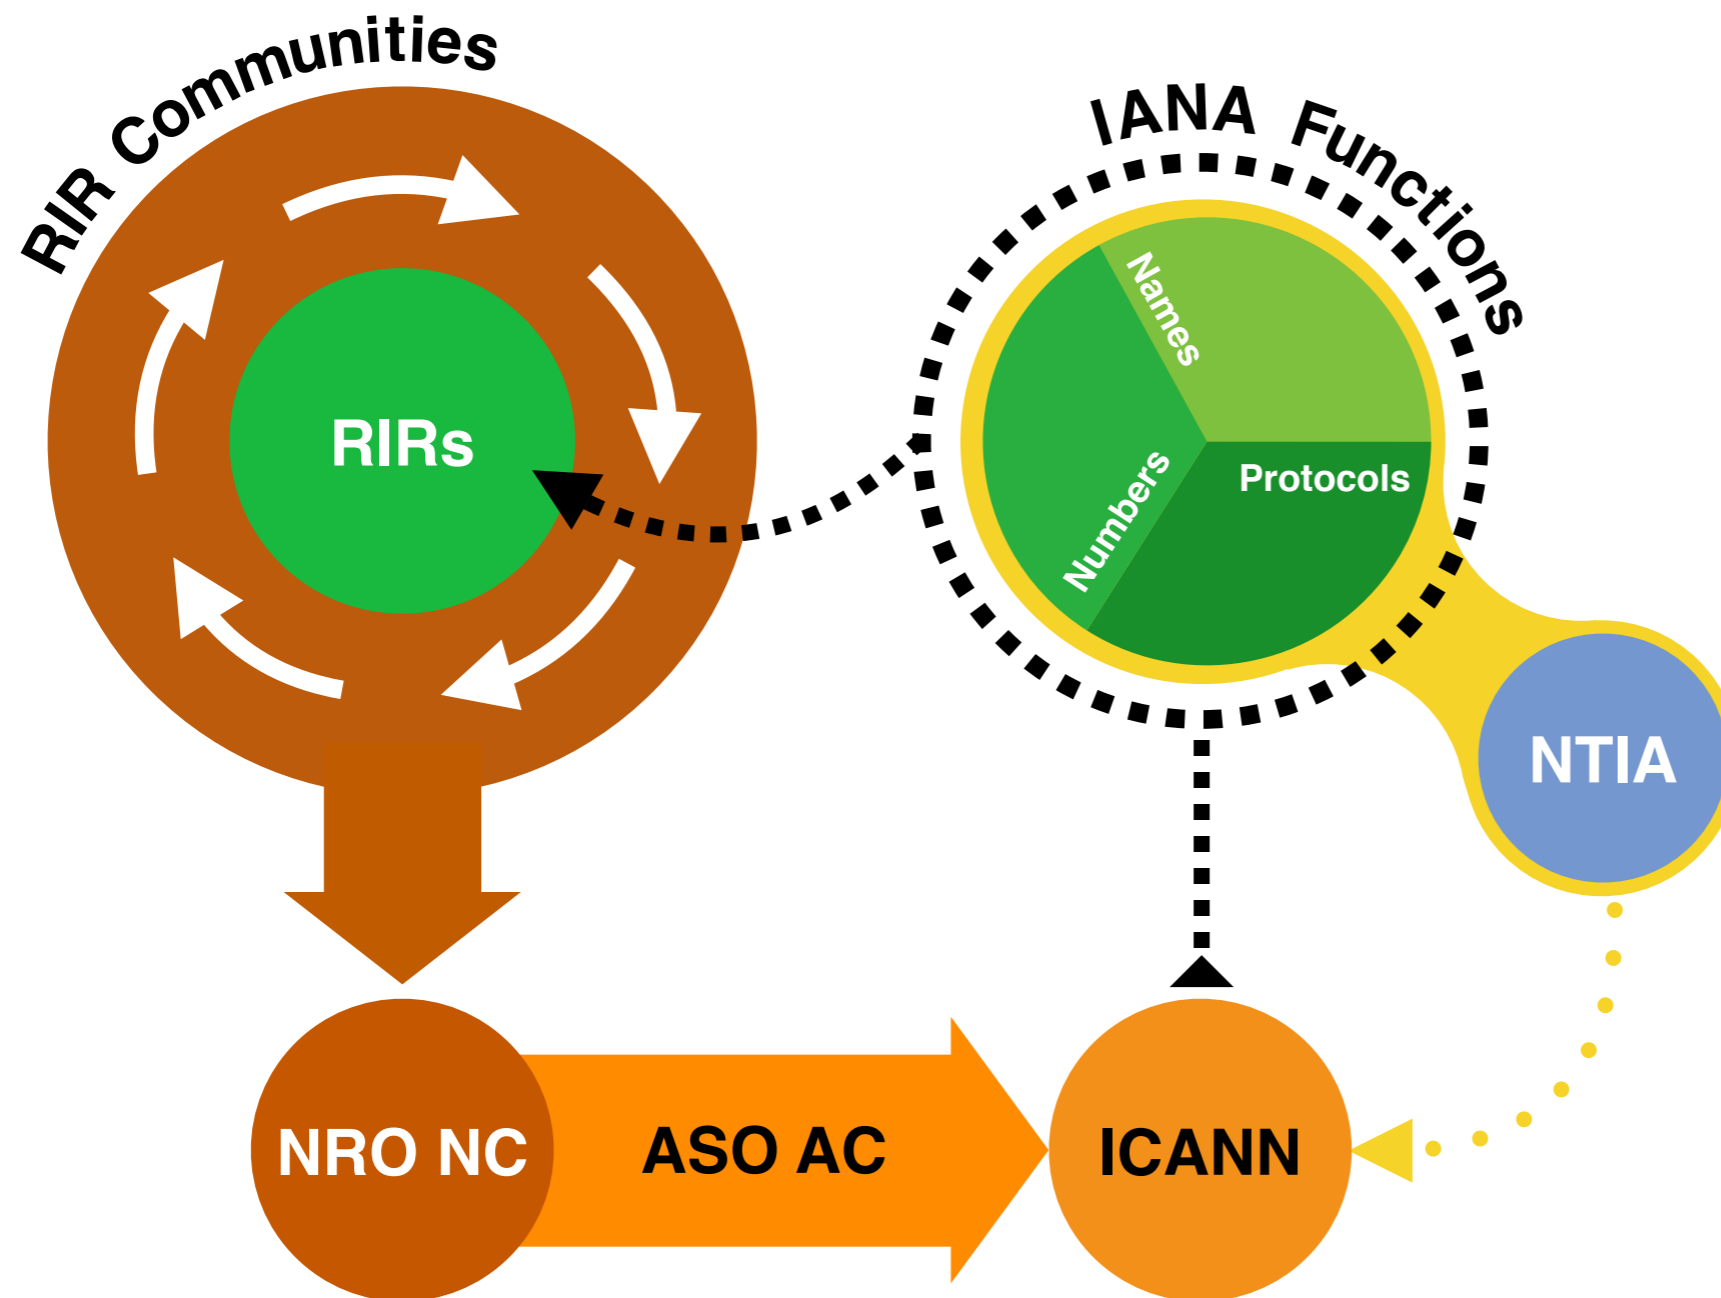 RIR Communities
IANA Functions
Names
RIRs
Protocols
Numbers
NTIA
NRO NC
ASO AC
ICANN